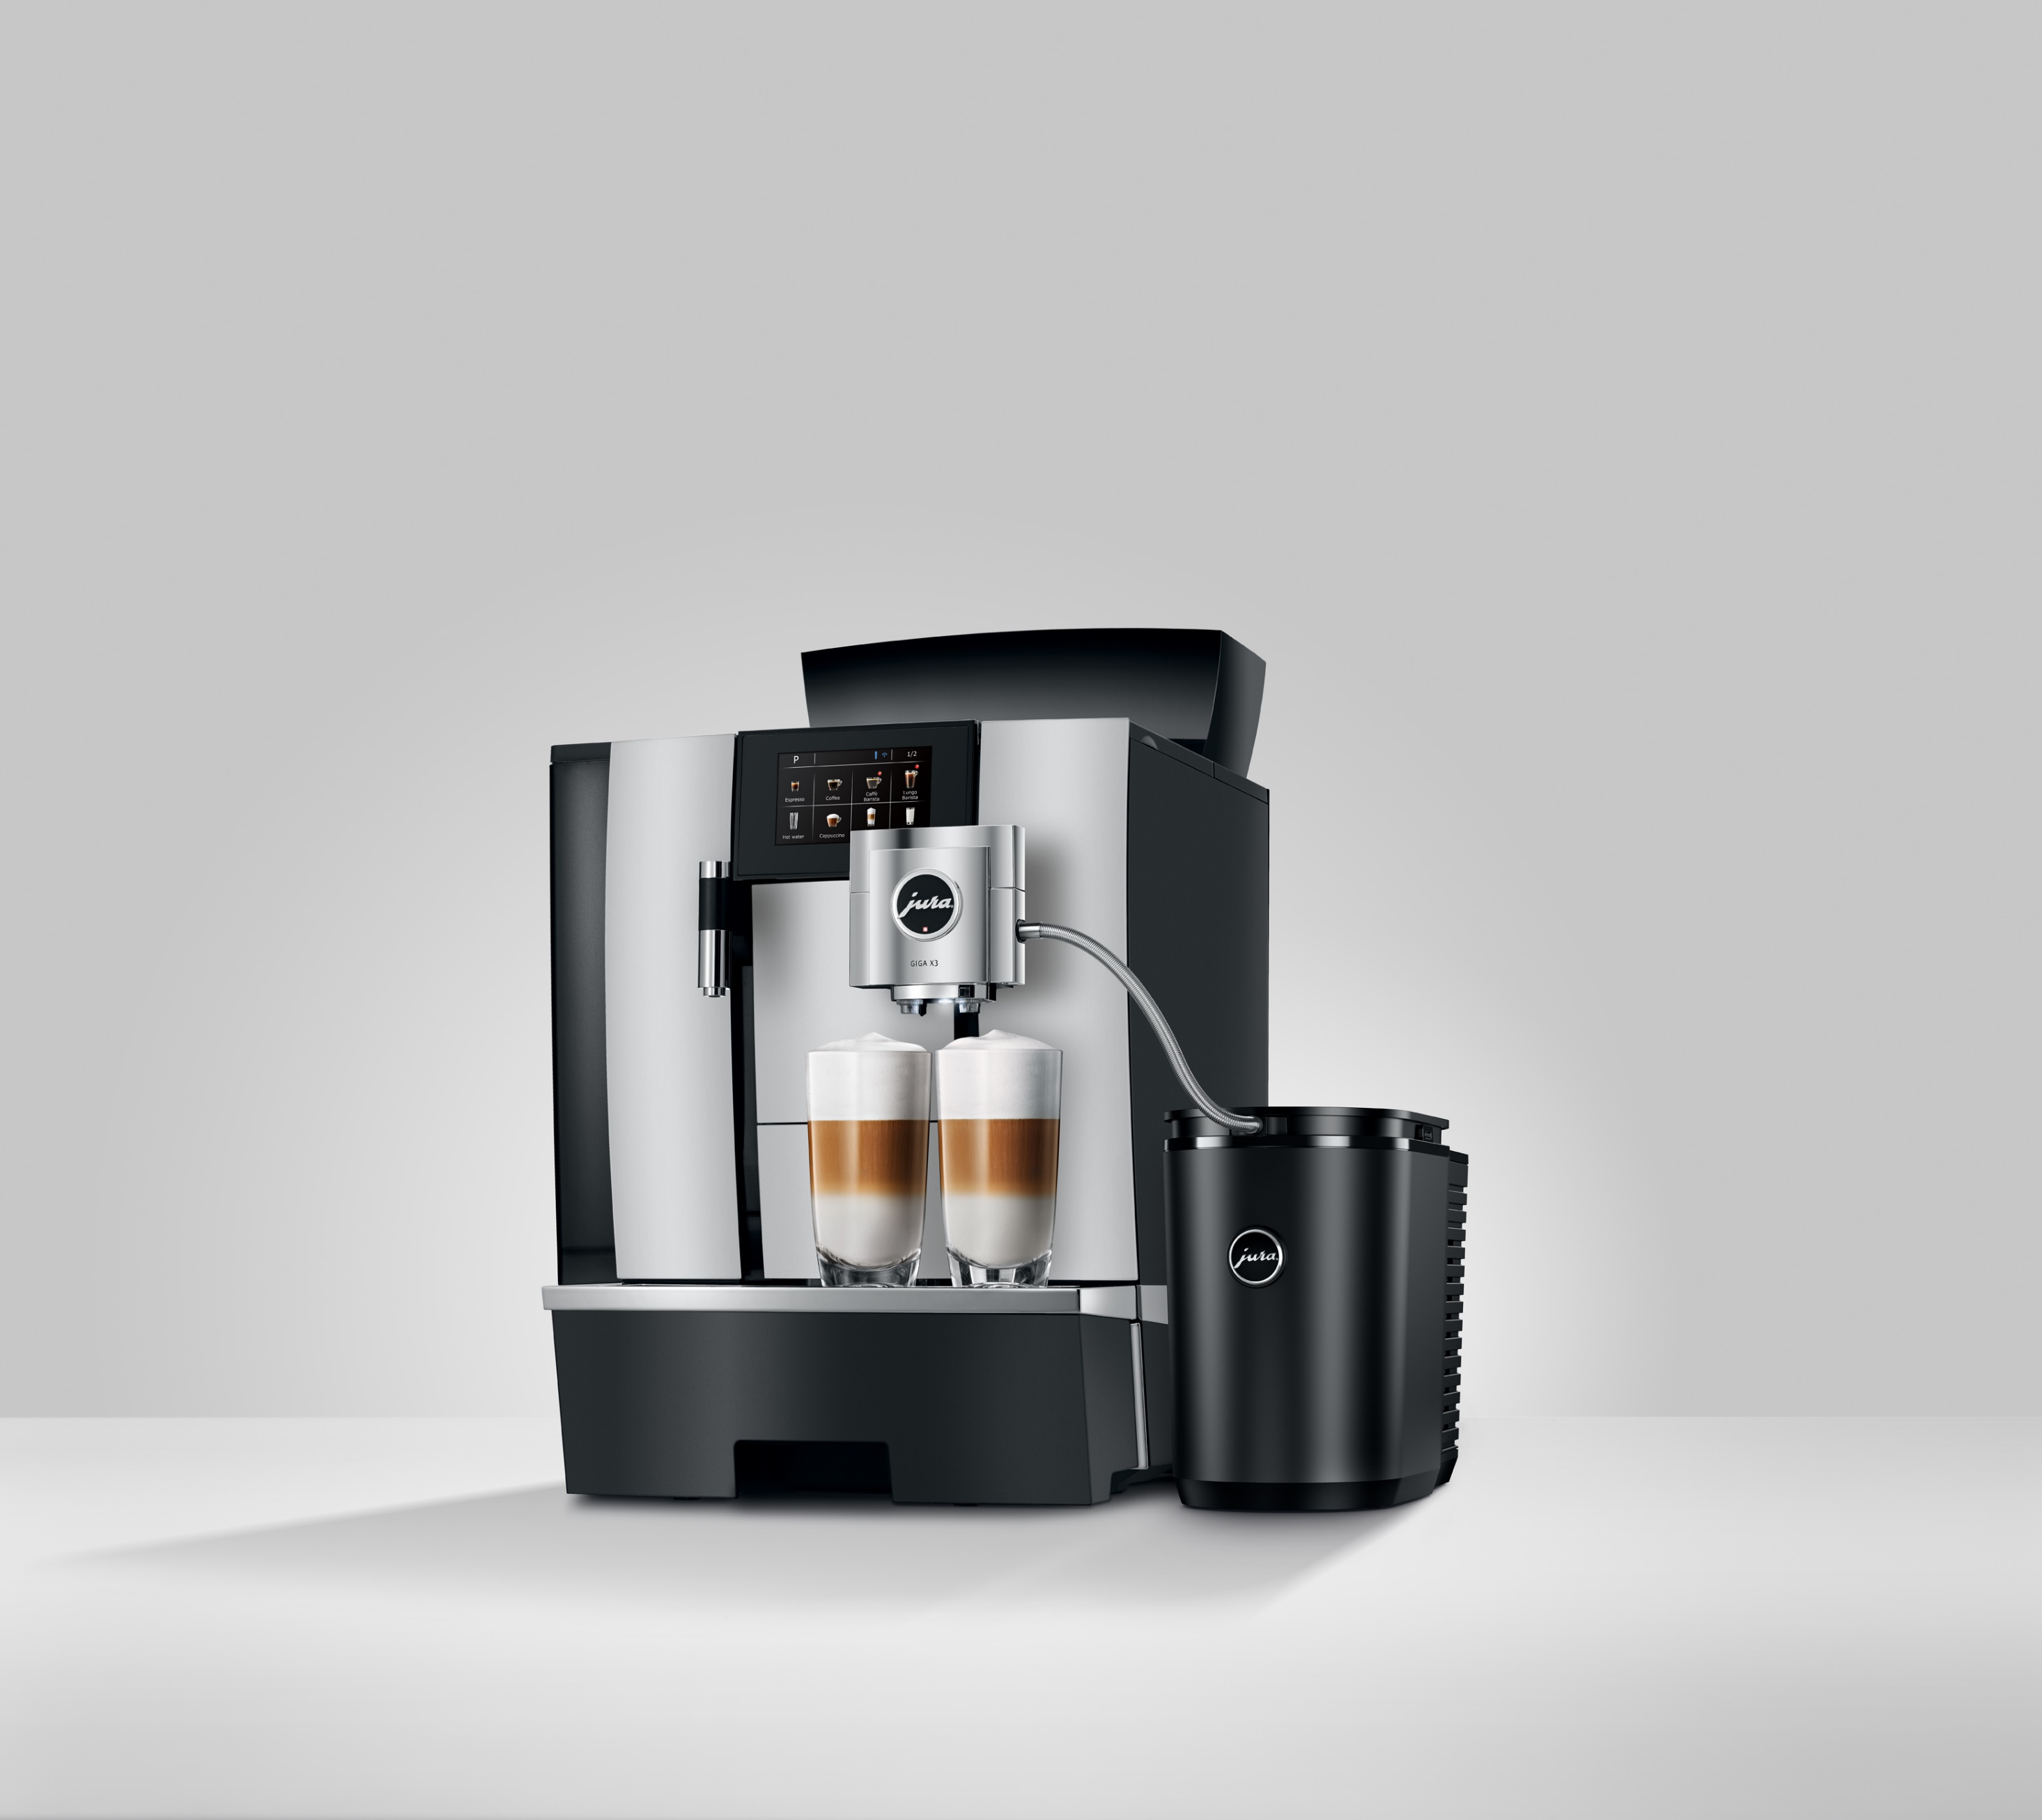 P 1/2
Espresso Coffee Caffè Barista Lungo Barista
Hot water Cappuccino
jura
GIGA X3
jura